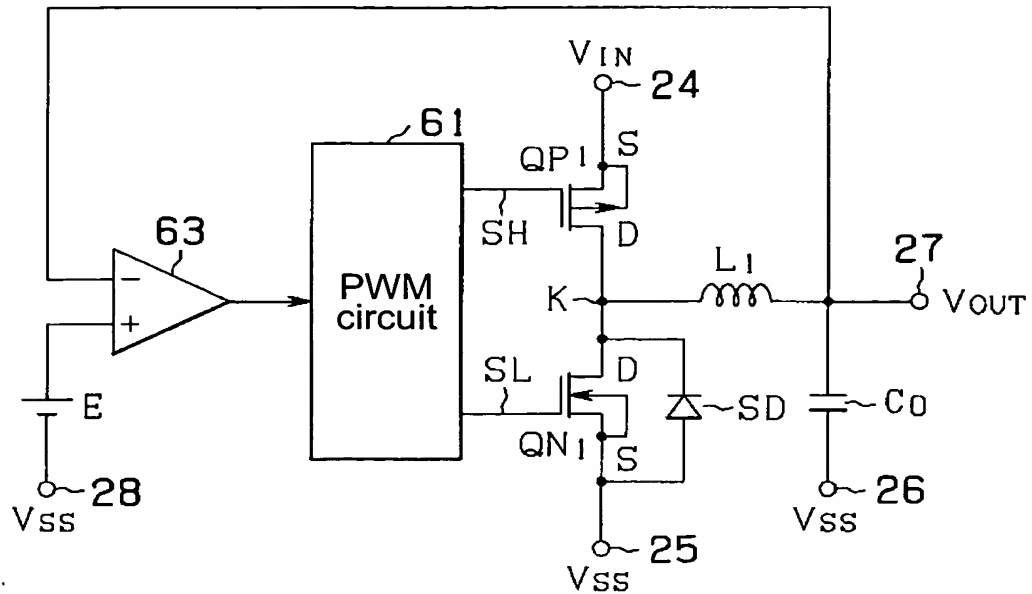 VIN
24
61
S
QP1
SH
D
63
−
+
PWM
circuit
L1
27
K
VOUT
SL
D
E
SD
C0
QN1
S
28
VSS
26
VSS
25
VSS